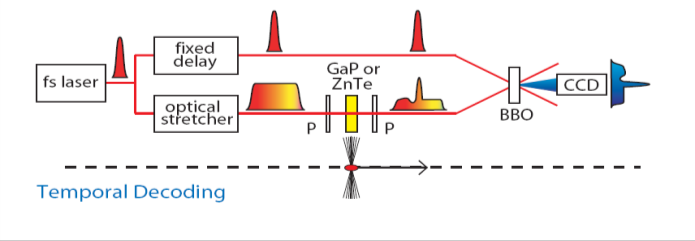 fixed
delay
fs laser
GaP or
ZnTe
CCD
optical
stretcher
P
P
BBO
Temporal Decoding